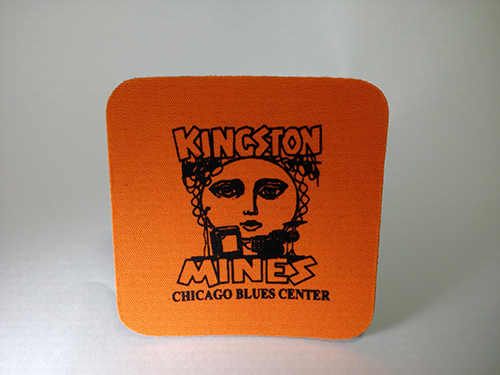 KINGSTON
MINES
CHICAGO BLUES CENTER